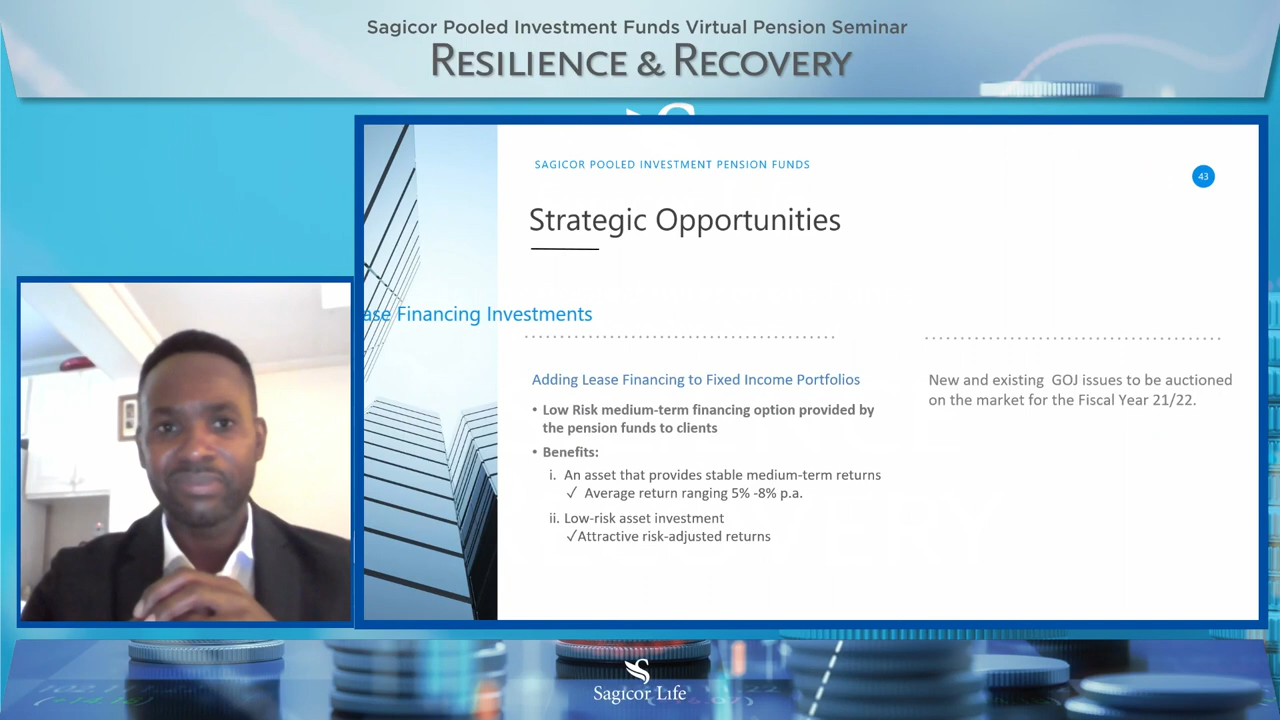 Sagicor Pooled Investment Funds Virtual Pension Seminar
RESILIENCE & RECOVERY
SAGICOR POOLED INVESTMENT PENSION FUNDS
43
Strategic Opportunities
ase Financing Investments
Adding Lease Financing to Fixed Income Portfolios
• Low Risk medium-term financing option provided by
the pension funds to clients
• Benefits:
i. An asset that provides stable medium-term returns
✓ Average return ranging 5% -8% p.a.
ii. Low-risk asset investment
✓Attractive risk-adjusted returns
New and existing GOJ issues to be auctioned
on the market for the Fiscal Year 21/22.
Sagicor Life